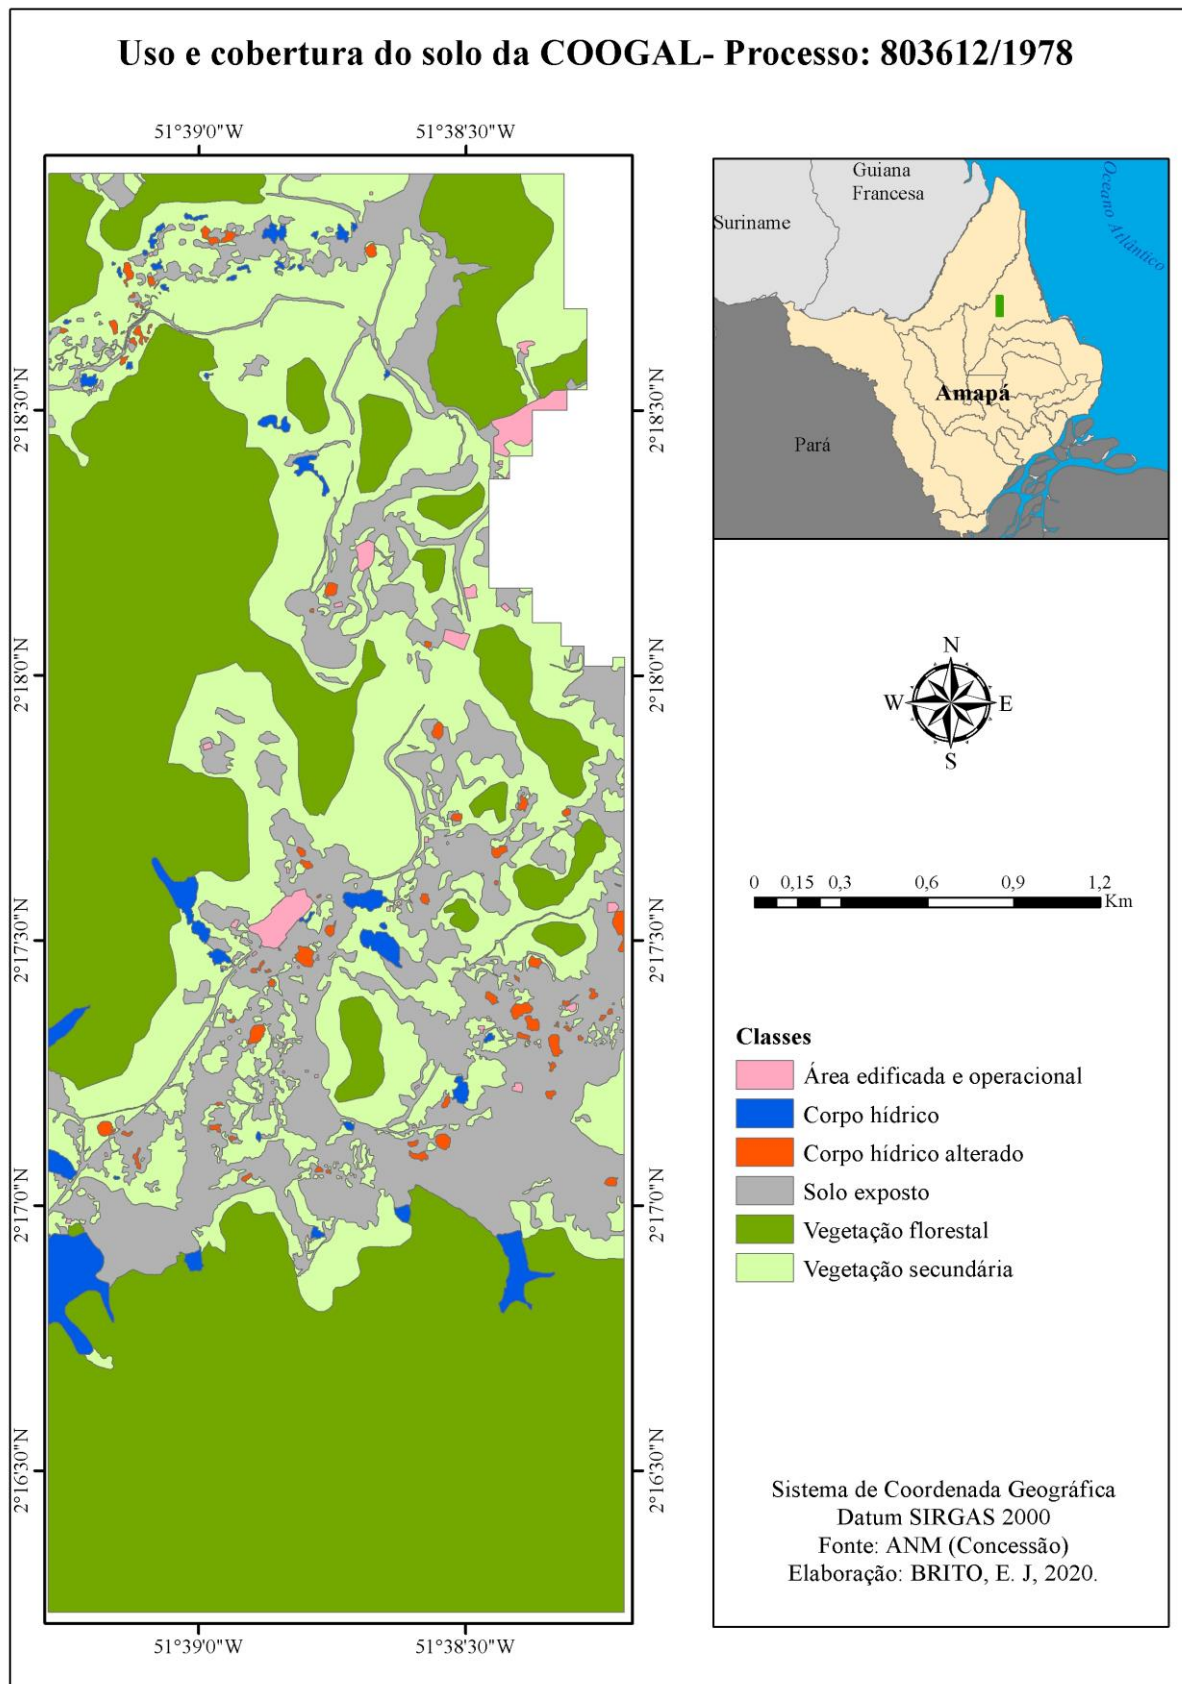 Uso e cobertura do solo da COOGAL- Processo: 803612/1978
51°39'0"W
51°38'30"W
2°18'30"N
2°18'0"N
2°17'30"N
2°17'0"N
2°16'30"N
2°18'30"N
2°18'0"N
2°17'30"N
2°17'0"N
2°16'30"N
51°39'0"W
51°38'30"W
Guiana
Francesa
Suriname
Oceano Atlântico
Amapá
Pará
N
W
E
S
0 0,15 0,3 0,6 0,9 1,2
Km
Classes
Área edificada e operacional
Corpo hídrico
Corpo hídrico alterado
Solo exposto
Vegetação florestal
Vegetação secundária
Sistema de Coordenada Geográfica
Datum SIRGAS 2000
Fonte: ANM (Concessão)
Elaboração: BRITO, E. J, 2020.